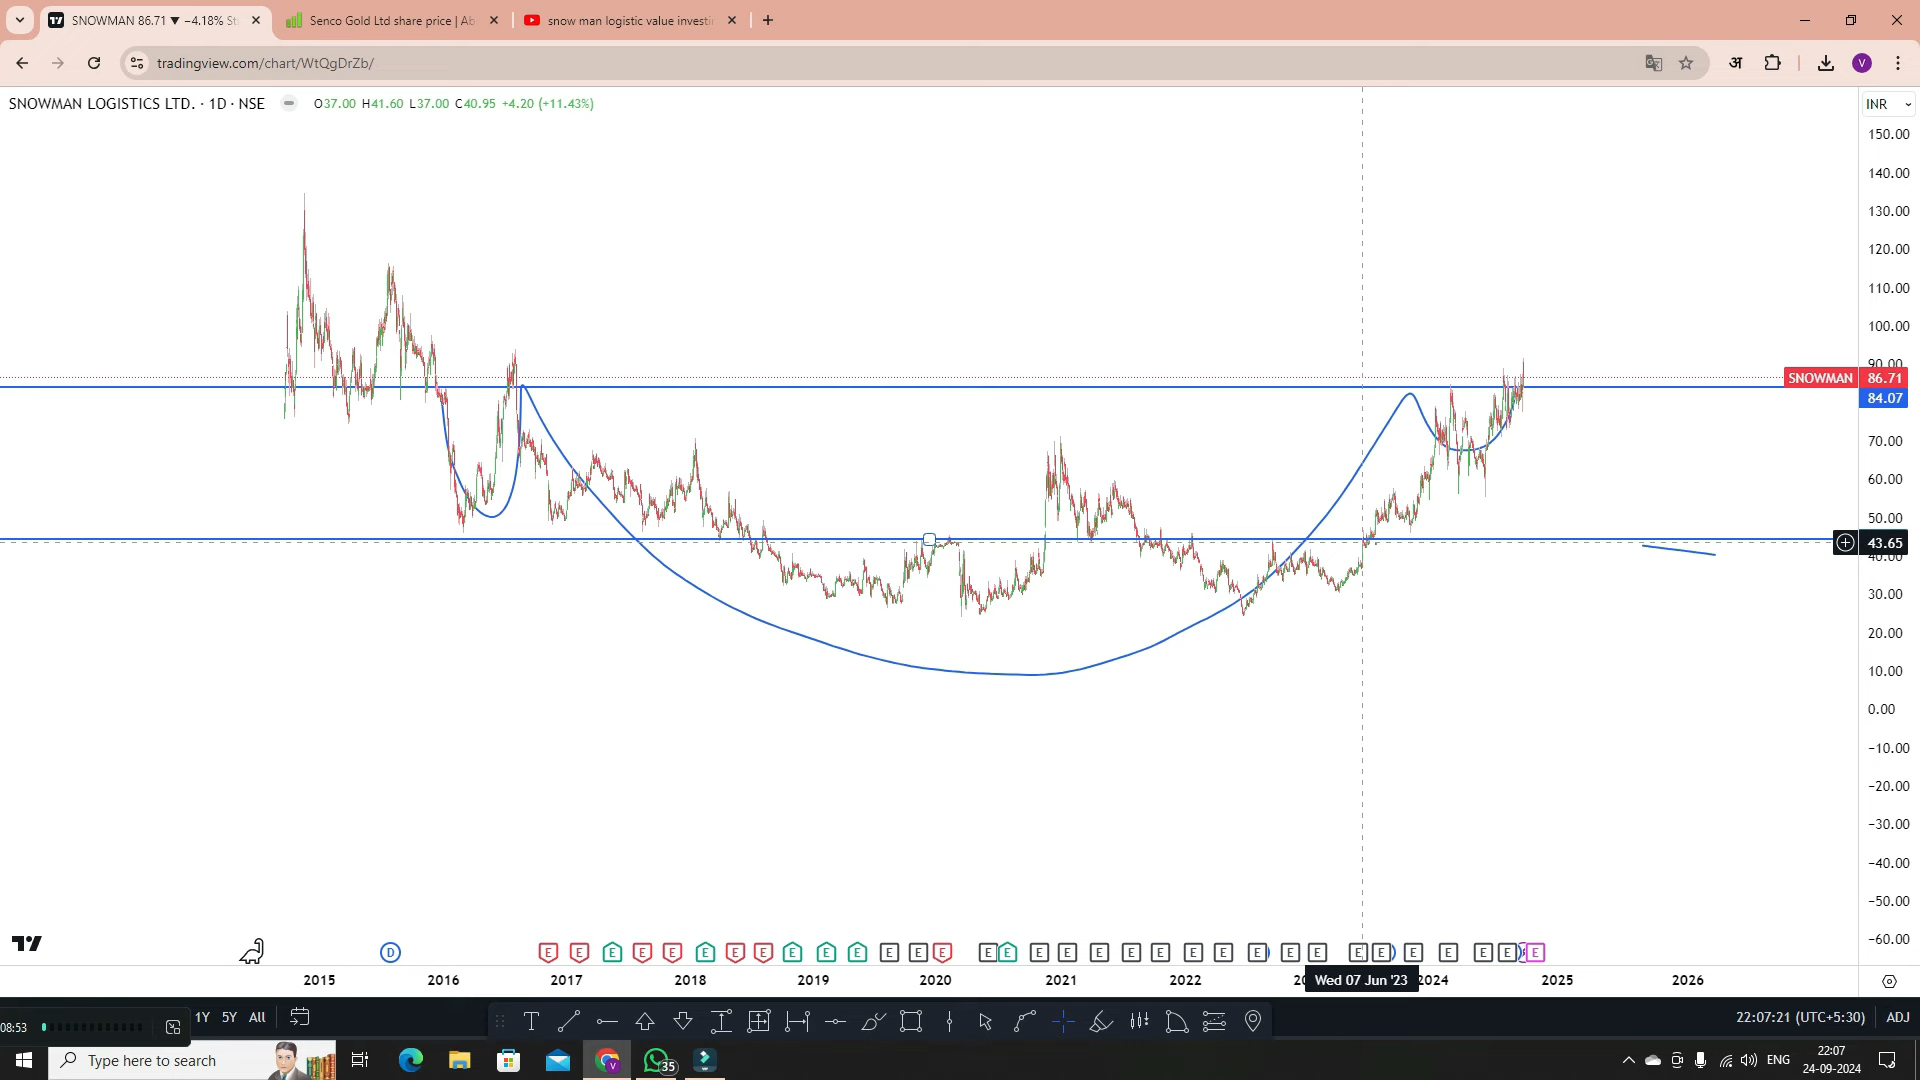 SNOWMAN 86.71 ▼ −4.18%
Senco Gold Ltd share price | Ab
snow man logistic value investi
tradingview.com/chart/WtQgDrZb/
अ
V
SNOWMAN LOGISTICS LTD. · 1D · NSE O37.00 H41.60 L37.00 C40.95 +4.20 (+11.43%)
INR
150.00
140.00
130.00
120.00
110.00
100.00
90.00
SNOWMAN 86.71
84.07
70.00
60.00
50.00
43.65
40.00
30.00
20.00
10.00
0.00
−10.00
−20.00
−30.00
−40.00
−50.00
−60.00
D E E E E E E E E E E E E E E E E E E E E E E E E E E E E E E E E E E
2015 2016 2017 2018 2019 2020 2021 2022 Wed 07 Jun '23 2024 2025 2026
08:53 1Y 5Y All 22:07:21 (UTC+5:30) ADJ
Type here to search 35 ENG 22:07
24-09-2024